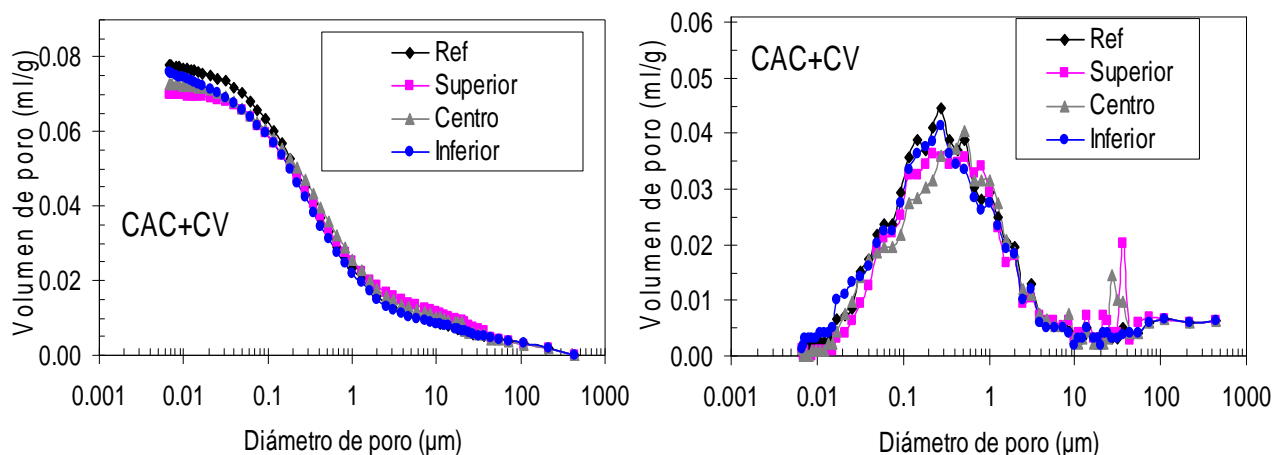 Volumen de poro (ml/g)
0.08
0.06
0.04
0.02
0.00
0.001
0.01
0.1
1
10
100
1000
Diámetro de poro (µm)
CAC+CV
Ref
Superior
Centro
Inferior
Volumen de poro (ml/g)
0.06
0.05
0.04
0.03
0.02
0.01
0.00
0.001
0.01
0.1
1
10
100
1000
Diámetro de poro (µm)
CAC+CV
Ref
Superior
Centro
Inferior